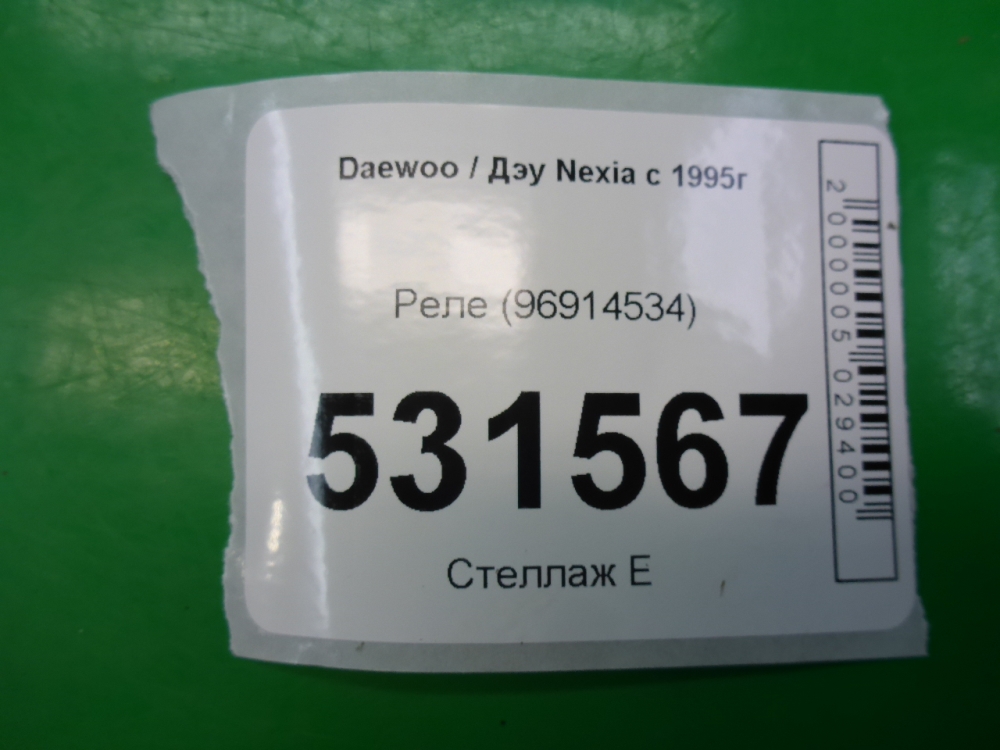 Daewoo / Дэу Nexia с 1995г
Реле (96914534)
531567
Стеллаж Е
2000005029400